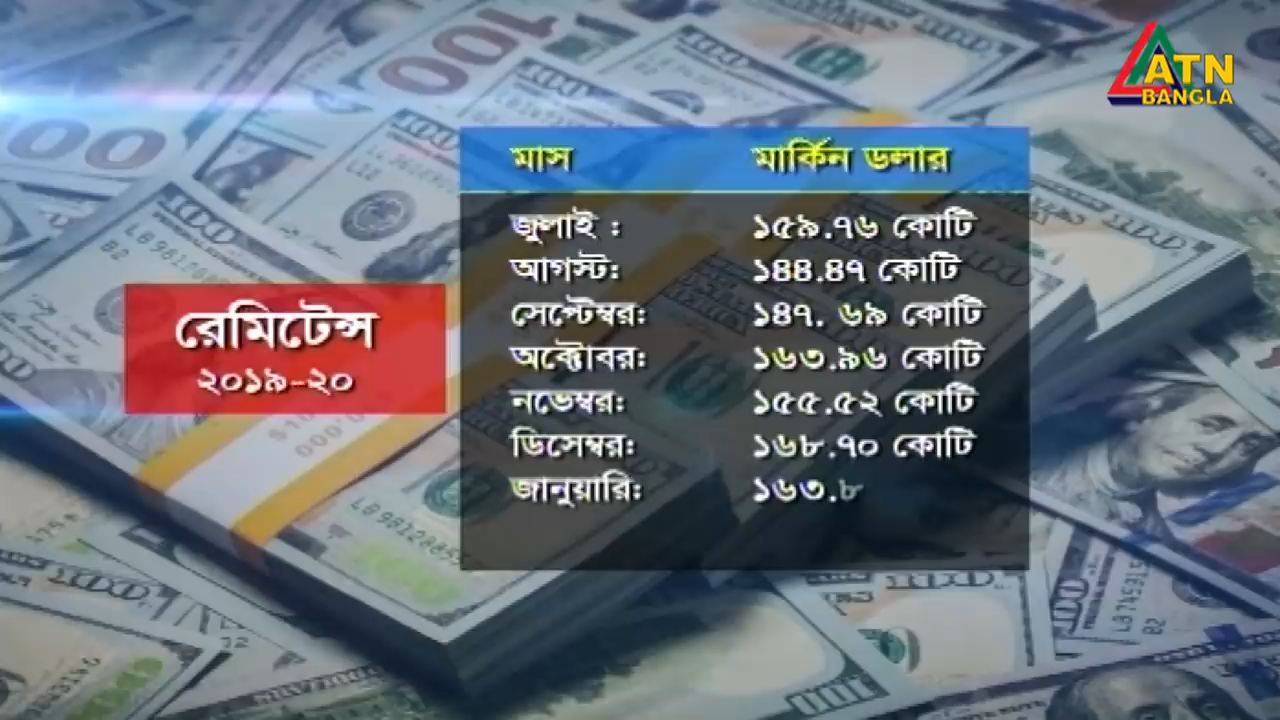 ATN
BANGLA
মাস মার্কিন ডলার
জুলাই : ১৫৯.৭৬ কোটি
আগস্ট: ১৪৪.৪৭ কোটি
সেপ্টেম্বর: ১৪৭. ৬৯ কোটি
অক্টোবর: ১৬৩.৯৬ কোটি
নভেম্বর: ১৫৫.৫২ কোটি
ডিসেম্বর: ১৬৮.৭০ কোটি
জানুয়ারি: ১৬৩.৮
রেমিটেন্স
২০১৯-২০